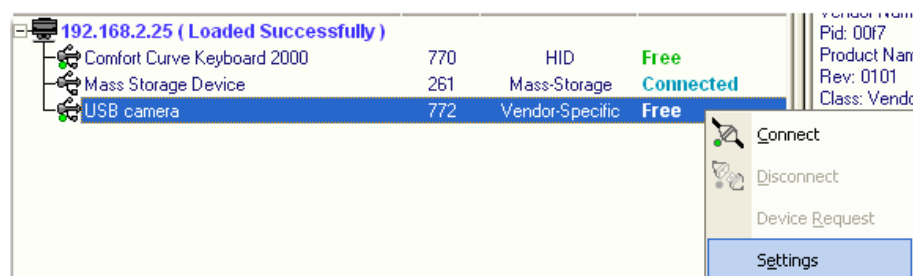 192.168.2.25 ( Loaded Successfully )
Comfort Curve Keyboard 2000 770 HID Free
Mass Storage Device 261 Mass-Storage Connected
USB camera 772 Vendor-Specific Free
Pid: 00f7
Product Nam
Rev: 0101
Class: Vendo
Connect
Disconnect
Device Request
Settings